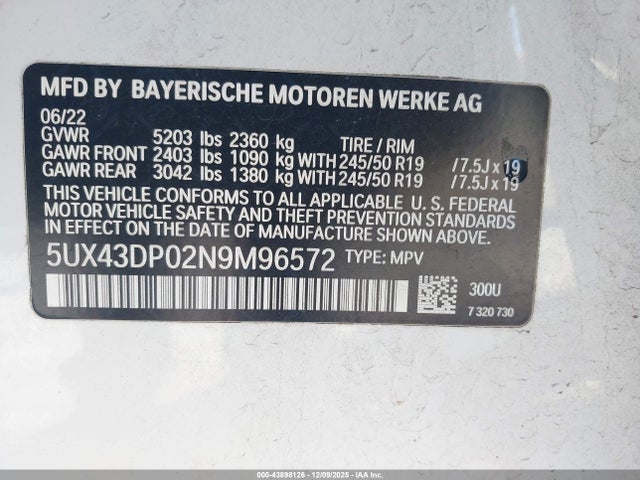 MFD BY BAYERISCHE MOTOREN WERKE AG
06/22
GVWR 5203 lbs 2360 kg TIRE / RIM
GAWR FRONT 2403 lbs 1090 kg WITH 245/50 R19 /7.5J x 19
GAWR REAR 3042 lbs 1380 kg WITH 245/50 R19 /7.5J x 19
THIS VEHICLE CONFORMS TO ALL APPLICABLE U. S. FEDERAL
MOTOR VEHICLE SAFETY AND THEFT PREVENTION STANDARDS
IN EFFECT ON THE DATE OF MANUFACTURE SHOWN ABOVE.
5UX43DP02N9M96572 TYPE: MPV
300U
7 320 730
000-43898126 - 12/09/2025 - IAAI.COM